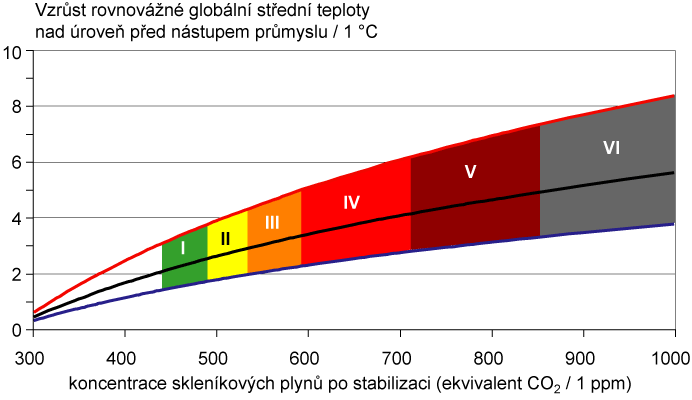 Vzrůst rovnovážné globální střední teploty
nad úroveň před nástupem průmyslu / 1 °C
10
8
6
4
2
0
I
II
III
IV
V
VI
300 400 500 600 700 800 900 1000
koncentrace skleníkových plynů po stabilizaci (ekvivalent CO₂ / 1 ppm)